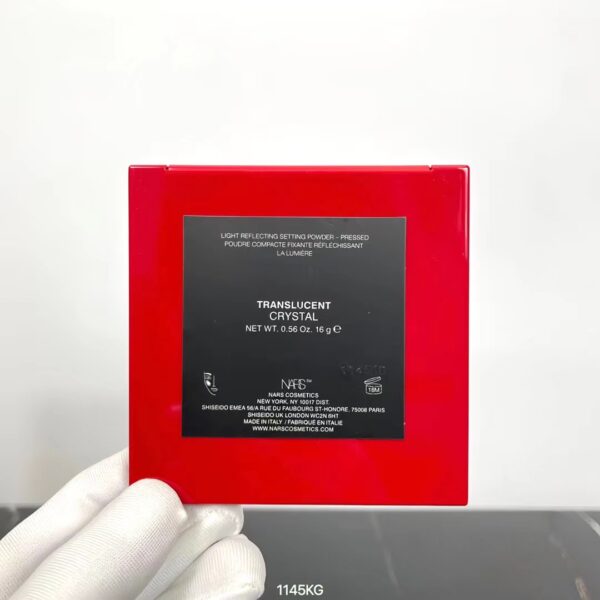 LIGHT REFLECTING SETTING POWDER - PRESSED
POUDRE COMPACTE FIXANTE RÉFLÉCHISSANT
LA LUMIÈRE
TRANSLUCENT
CRYSTAL
NET WT. 0.56 Oz. 16 g ℮
NARS™
18M
NARS COSMETICS
NEW YORK, NY 10017 DIST.
SHISEIDO EMEA 56/A RUE DU FAUBOURG ST-HONORE, 75008 PARIS
SHISEIDO UK LONDON WC2N 6HT
MADE IN ITALY / FABRIQUE EN ITALIE
WWW.NARSCOSMETICS.COM
1145KG